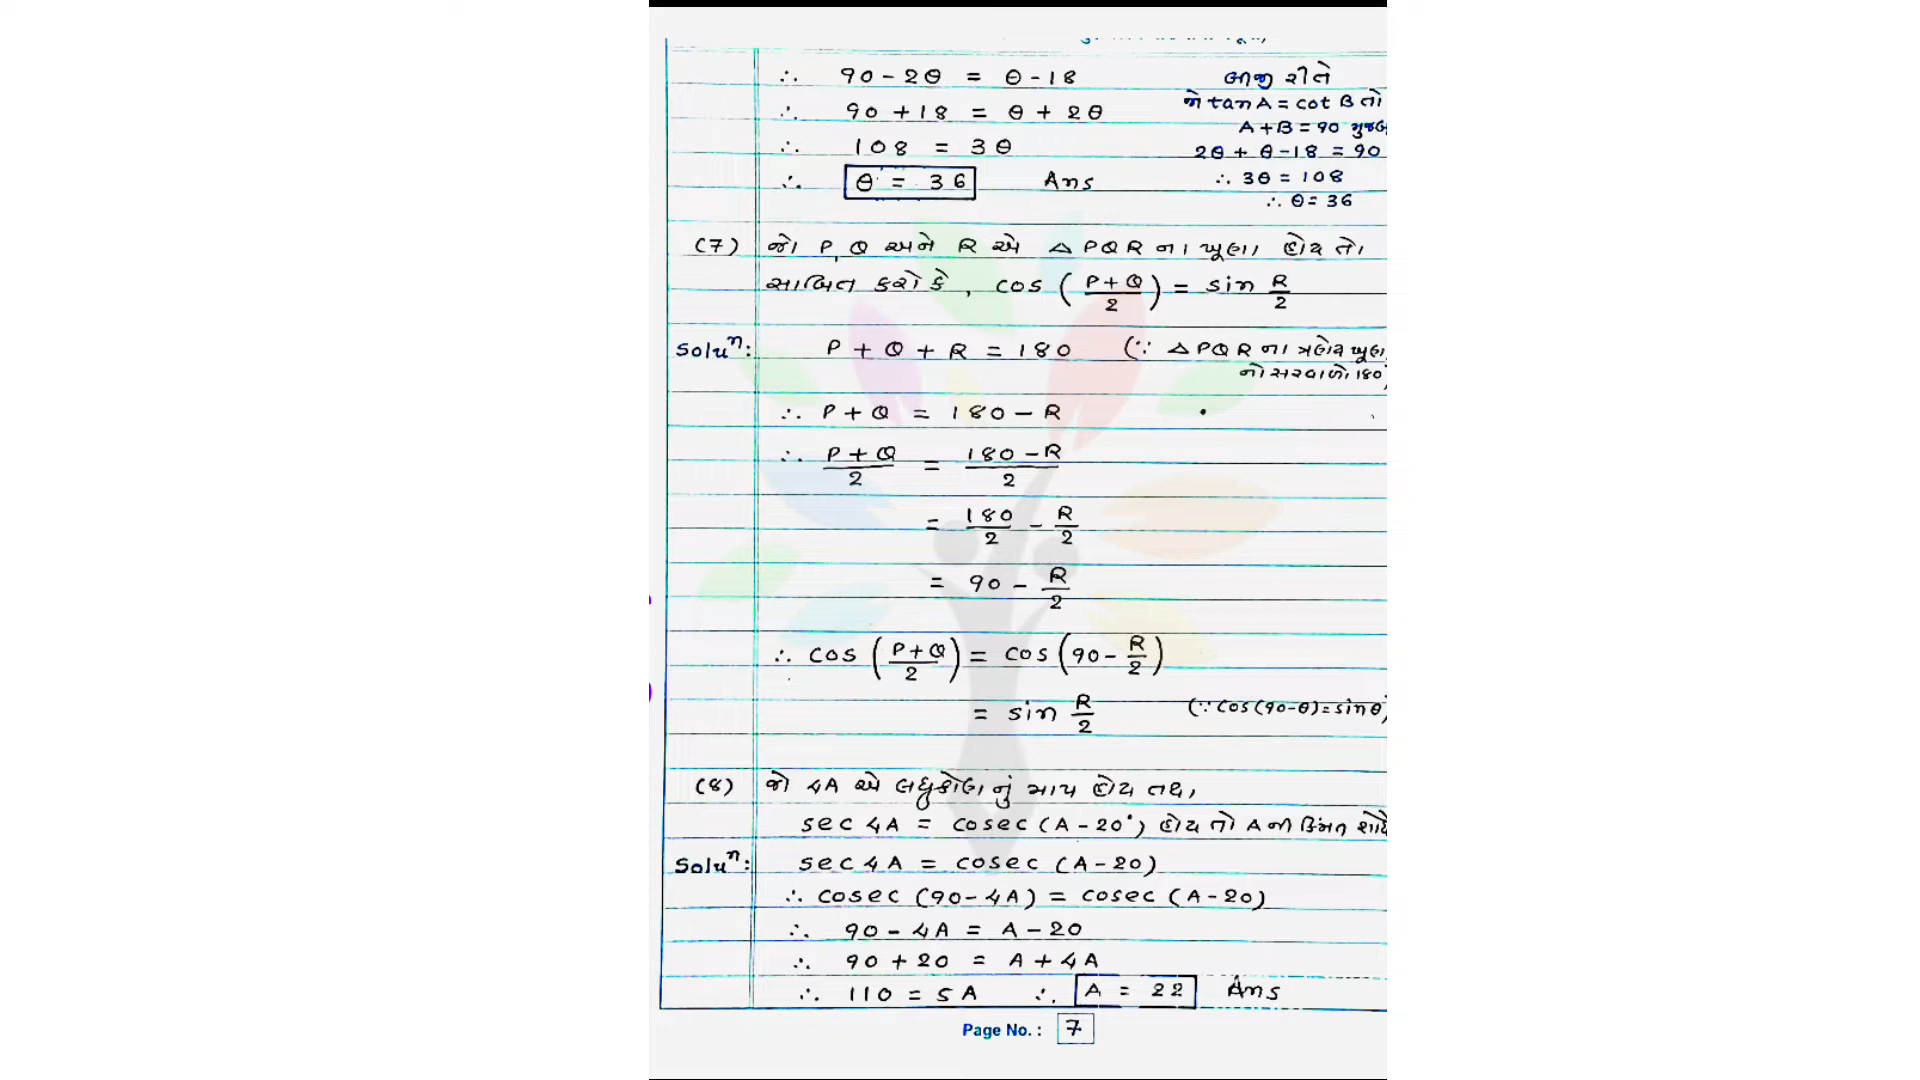 ∴ 90 - 2θ = θ - 18
∴ 90 + 18 = θ + 2θ
∴ 108 = 3θ
∴ θ = 36 Ans
બીજી રીતે
જો tan A = cot B તો
A + B = 90 મુજબ
2θ + θ - 18 = 90
∴ 3θ = 108
∴ θ = 36
(7) જો P, Q અને R એ △ PQR ના ખૂણા હોય તો
સાબિત કરો કે, cos (P+Q/2) = sin R/2
Soluⁿ: P + Q + R = 180 (∵ △ PQR ના ત્રણેય ખૂણા
નો સરવાળો 180)
∴ P + Q = 180 - R
∴ P + Q/2 = 180 - R/2
= 180/2 - R/2
= 90 - R/2
∴ cos (P+Q/2) = cos (90 - R/2)
= sin R/2 (∵ cos (90-θ) = sin θ)
(8) જો 4A એ લઘુકોણનું માપ હોય તથા
sec 4A = cosec (A - 20°) હોય તો A ની કિંમત શોધો
Soluⁿ: sec 4A = cosec (A - 20)
∴ cosec (90 - 4A) = cosec (A - 20)
∴ 90 - 4A = A - 20
∴ 90 + 20 = A + 4A
∴ 110 = 5A ∴ A = 22 Ans
Page No. : 7